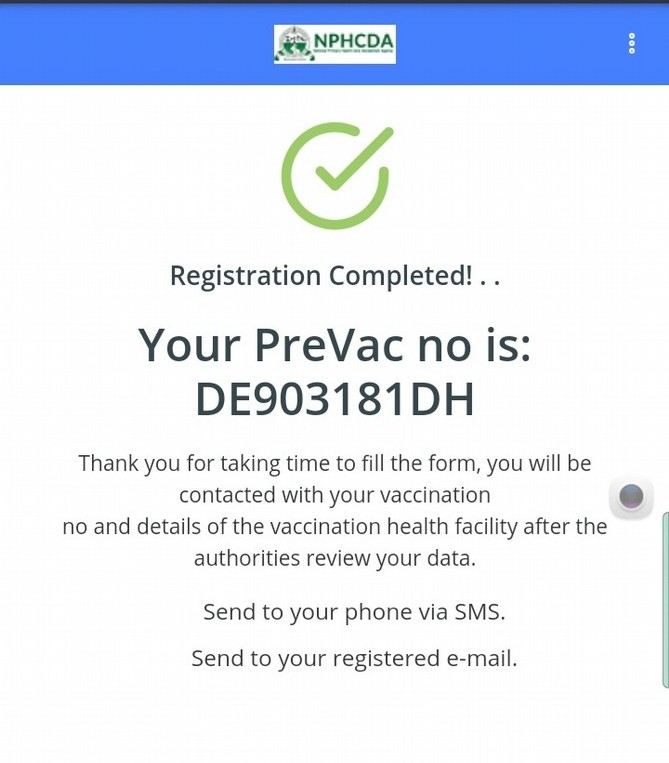 NPHCDA
Registration Completed! . .
Your PreVac no is:
DE903181DH
Thank you for taking time to fill the form, you will be
contacted with your vaccination
no and details of the vaccination health facility after the
authorities review your data.
Send to your phone via SMS.
Send to your registered e-mail.